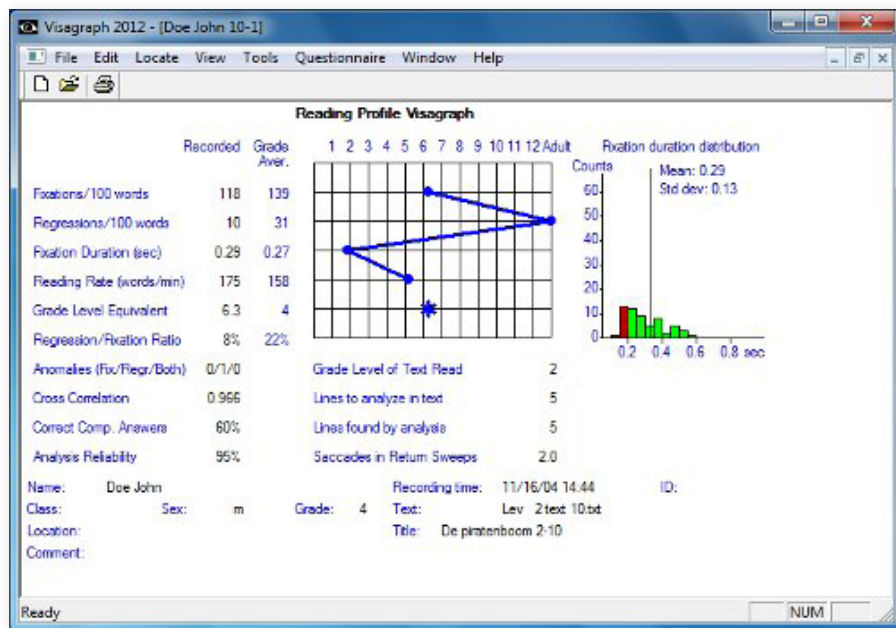 Visagraph 2012 - [Doe John 10-1]
File Edit Locate View Tools Questionnaire Window Help
Reading Profile Visagraph
Recorded Grade Aver. 1 2 3 4 5 6 7 8 9 10 11 12 Adult
Fixations/100 words 118 139
Regressions/100 words 10 31
Fixation Duration (sec) 0.29 0.27
Reading Rate (words/min) 175 158
Grade Level Equivalent 6.3 4
Regression/Fixation Ratio 8% 22%
Anomalies (Fix/Regr/Both) 0/1/0
Cross Correlation 0.966
Correct Comp. Answers 60%
Analysis Reliability 95%
Grade Level of Text Read 2
Lines to analyze in text 5
Lines found by analysis 5
Saccades in Return Sweeps 2.0
Fixation duration distribution
Counts
Mean: 0.29
Std dev: 0.13
60
50
40
30
20
10
0
0.2 0.4 0.6 0.8 sec
Name: Doe John Recording time: 11/16/04 14:44 ID:
Class: Sex: m Grade: 4 Text: Lev 2text 10.txt
Location: Title: De piratenboom 2-10
Comment:
Ready NUM